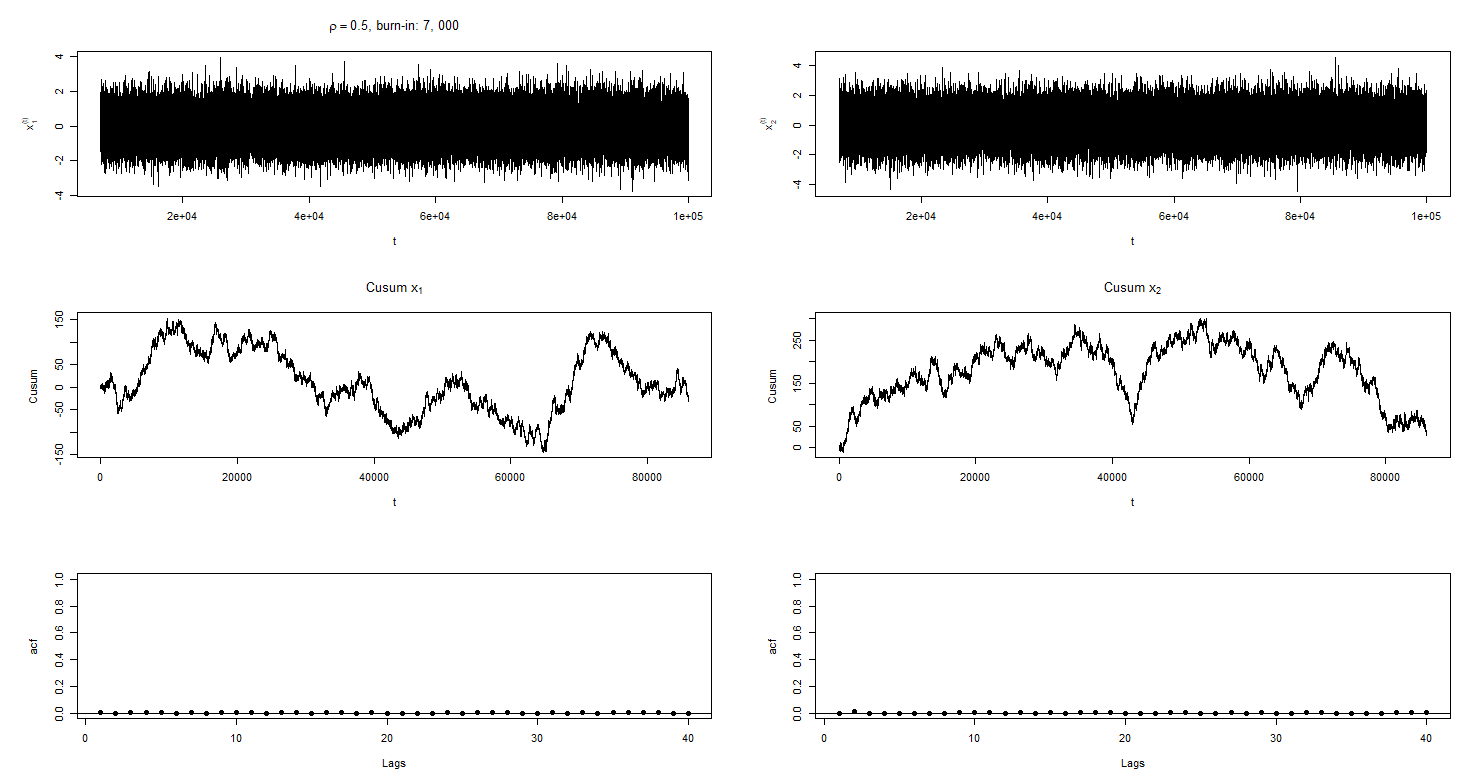 ρ = 0.5, burn-in: 7, 000
4
2
0
-2
-4
x₁⁽ᵗ⁾
2e+04 4e+04 6e+04 8e+04 1e+05
t
4
2
0
-2
-4
x₂⁽ᵗ⁾
2e+04 4e+04 6e+04 8e+04 1e+05
t
Cusum x₁
150
50
0
-50
-150
Cusum
0 20000 40000 60000 80000
t
Cusum x₂
250
150
50
0
Cusum
0 20000 40000 60000 80000
t
1.0
0.8
0.6
0.4
0.2
0.0
acf
0 10 20 30 40
Lags
1.0
0.8
0.6
0.4
0.2
0.0
acf
0 10 20 30 40
Lags